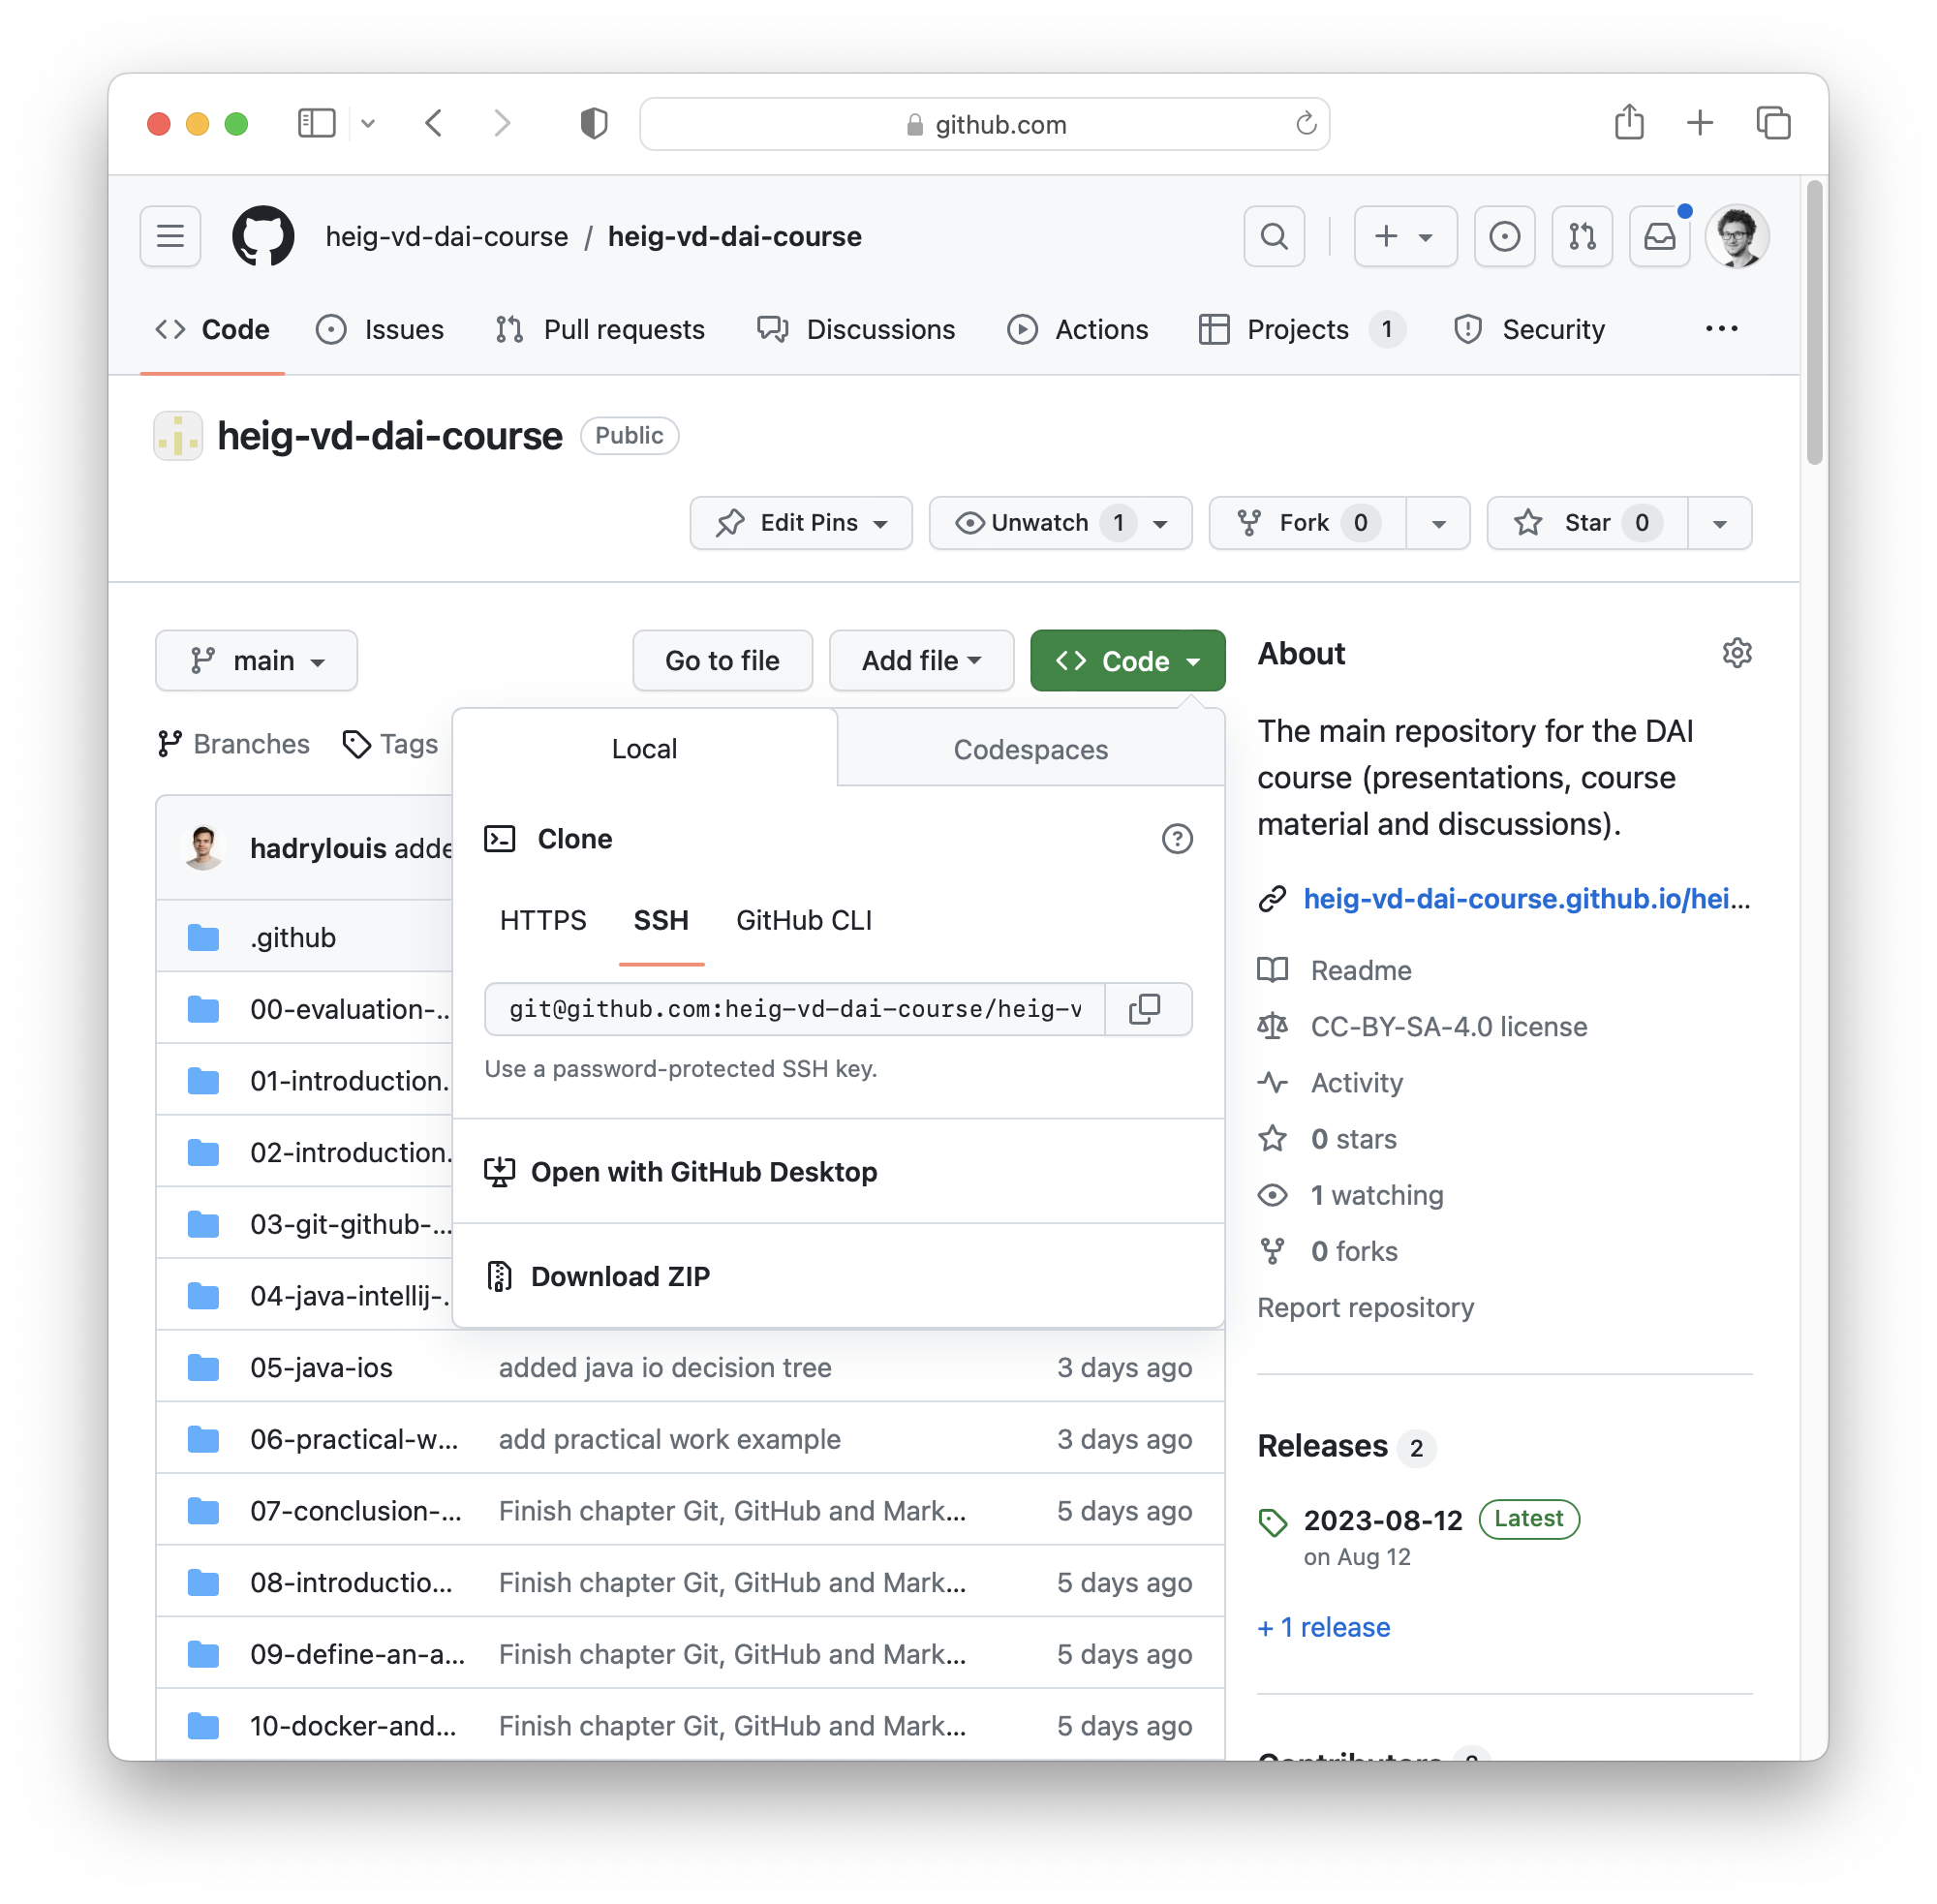 github.com
heig-vd-dai-course / heig-vd-dai-course
Code Issues Pull requests Discussions Actions Projects 1 Security
heig-vd-dai-course Public
Edit Pins Unwatch 1 Fork 0 Star 0
main Go to file Add file Code
Branches Tags
Local Codespaces
Clone
HTTPS SSH GitHub CLI
git@github.com:heig-vd-dai-course/heig-v
Use a password-protected SSH key.
Open with GitHub Desktop
Download ZIP
hadrylouis adde
.github
00-evaluation-...
01-introduction.
02-introduction.
03-git-github-...
04-java-intellij-.
05-java-ios added java io decision tree 3 days ago
06-practical-w... add practical work example 3 days ago
07-conclusion-... Finish chapter Git, GitHub and Mark... 5 days ago
08-introductio... Finish chapter Git, GitHub and Mark... 5 days ago
09-define-an-a... Finish chapter Git, GitHub and Mark... 5 days ago
10-docker-and... Finish chapter Git, GitHub and Mark... 5 days ago
About
The main repository for the DAI
course (presentations, course
material and discussions).
heig-vd-dai-course.github.io/hei...
Readme
CC-BY-SA-4.0 license
Activity
0 stars
1 watching
0 forks
Report repository
Releases 2
2023-08-12 Latest
on Aug 12
+ 1 release
Contributors